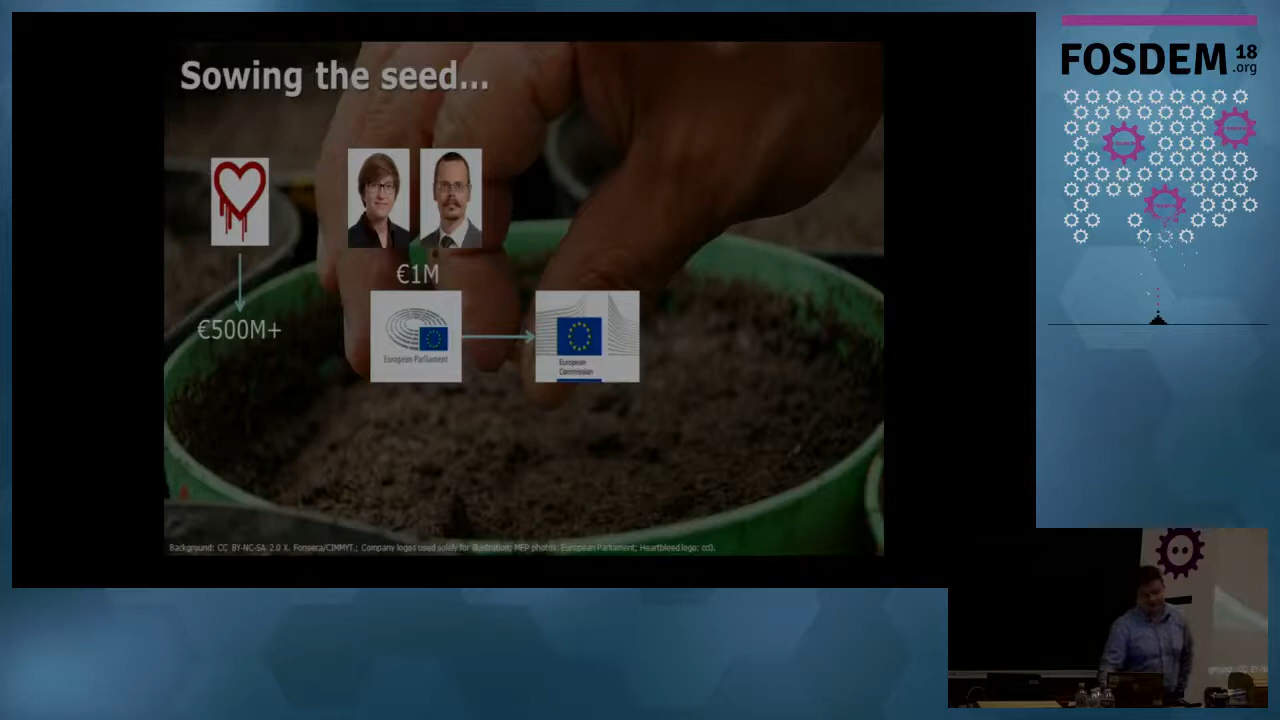 Sowing the seed...
€500M+
€1M
European Parliament
European
Commission
Background: CC BY-NC-SA 2.0 X. Fonseca/CIMMYT.; Company logos used solely for illustration; MEP photos: European Parliament; Heartbleed logo: cc0.
FOSDEM 18
.org